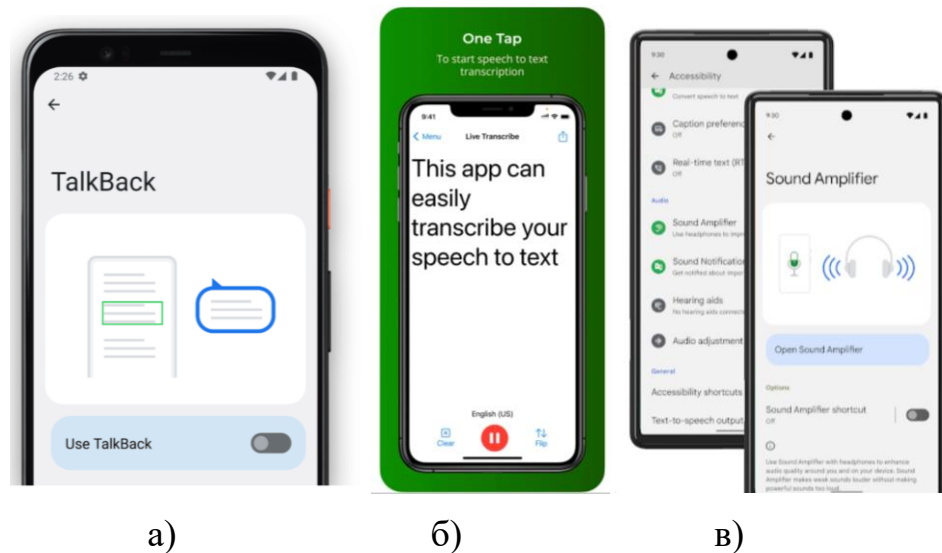 2:26
TalkBack
Use TalkBack
One Tap
To start speech to text
transcription
9:41
Menu
Live Transcribe
This app can
easily
transcribe your
speech to text
English (US)
Clear
Flip
9:30
Accessibility
Convert speech to text
Caption preferenc
Off
Real-time text (RT
Off
Audio
Sound Amplifier
Use headphones to impr
Sound Notification
Get notified about impor
Hearing aids
No hearing aids connect
Audio adjustment
General
Accessibility shortcuts
Text-to-speech output
9:30
Sound Amplifier
Open Sound Amplifier
Options
Sound Amplifier shortcut
Off
Use Sound Amplifier with headphones to enhance
audio quality around you and on your device. Sound
Amplifier makes weak sounds louder without making
powerful sounds too loud.
а)
б)
в)